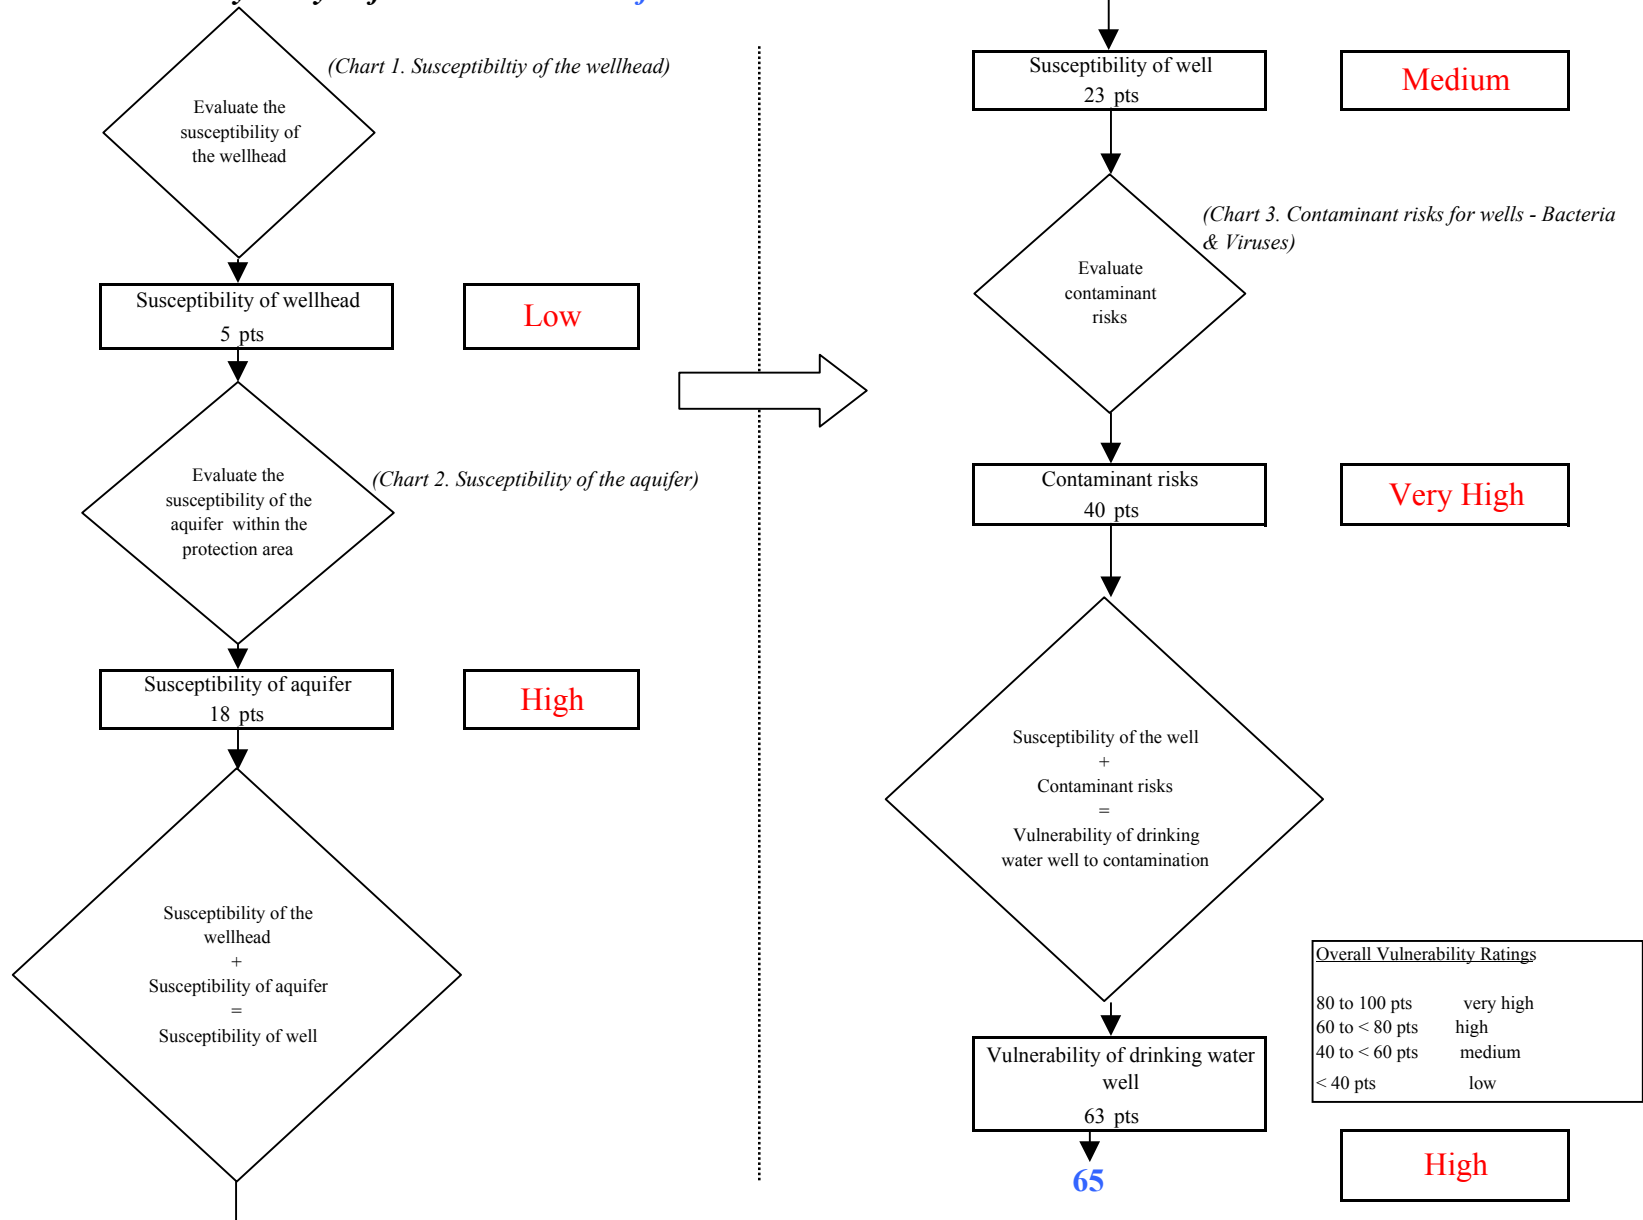 (Chart 1. Susceptibiltiy of the wellhead)
Evaluate the
susceptibility of
the wellhead
Susceptibility of wellhead
5 pts
Low
Evaluate the
susceptibility of the
aquifer within the
protection area
(Chart 2. Susceptibility of the aquifer)
Susceptibility of aquifer
18 pts
High
Susceptibility of the
wellhead
+
Susceptibility of aquifer
=
Susceptibility of well
Susceptibility of well
23 pts
Medium
(Chart 3. Contaminant risks for wells - Bacteria
& Viruses)
Evaluate
contaminant
risks
Contaminant risks
40 pts
Very High
Susceptibility of the well
+
Contaminant risks
=
Vulnerability of drinking
water well to contamination
Overall Vulnerability Ratings
80 to 100 pts very high
60 to < 80 pts high
40 to < 60 pts medium
< 40 pts low
Vulnerability of drinking water
well
63 pts
65
High